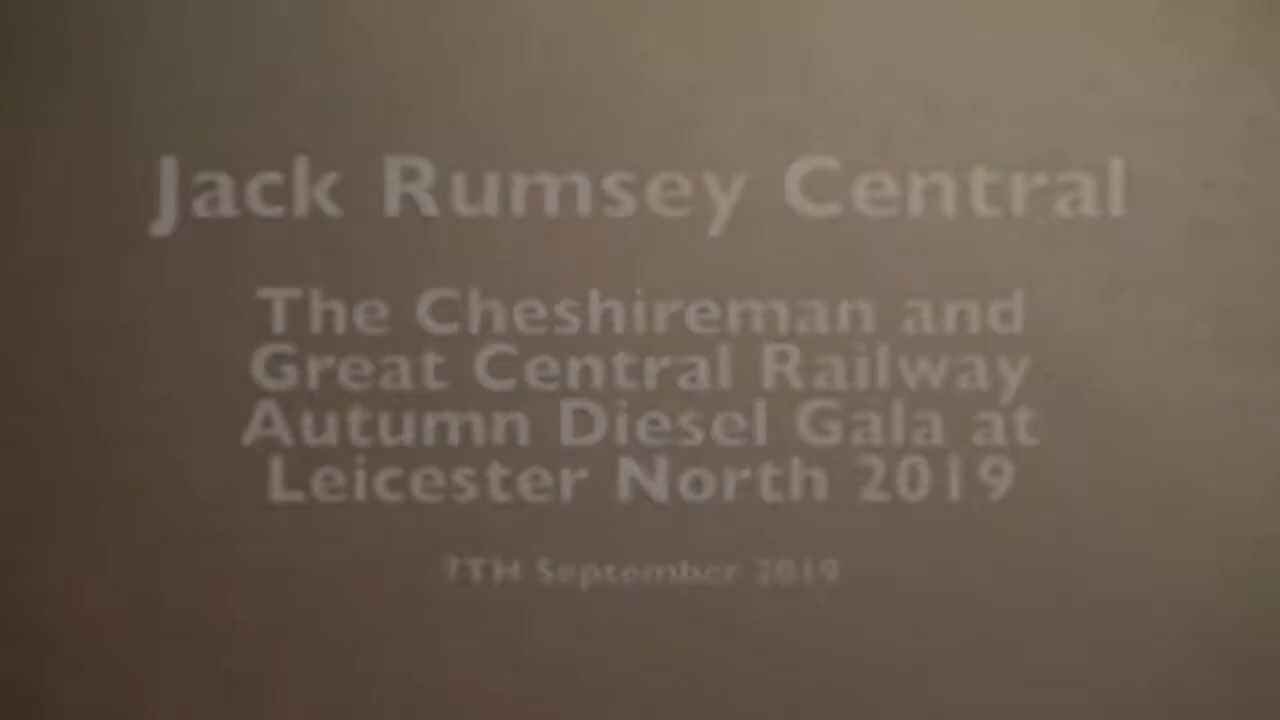 Jack Rumsey Central
The Cheshireman and
Great Central Railway
Autumn Diesel Gala at
Leicester North 2019
7TH September 2019